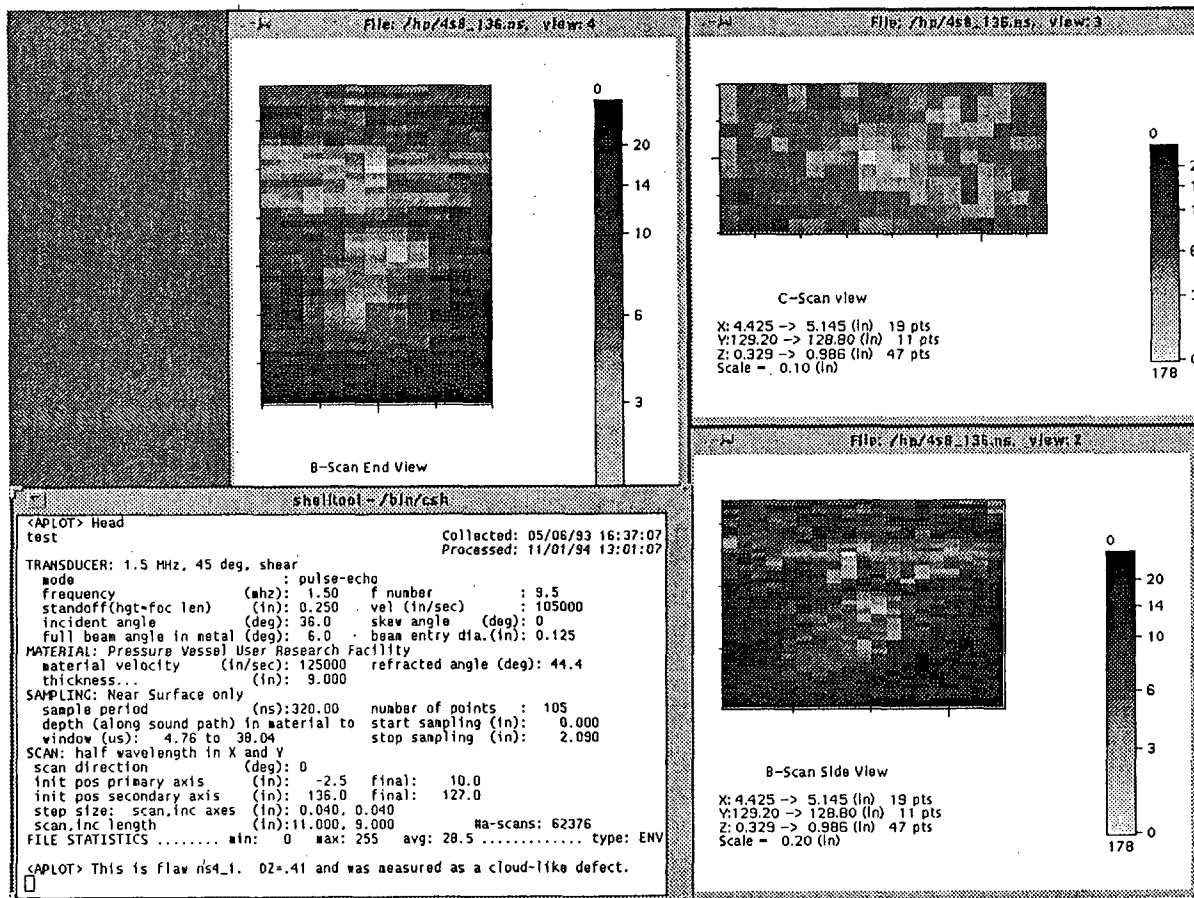 File: /hp/4s8_136.ns, view: 4
0
20
14
10
6
3
B-Scan End View
File: /hp/4s8_136.ns, view: 3
0
2
1
1
6
3
0
178
C-Scan view
X: 4.425 -> 5.145 (in) 19 pts
Y:129.20 -> 128.80 (in) 11 pts
Z: 0.329 -> 0.986 (in) 47 pts
Scale = 0.10 (in)
File: /hp/4s8_136.ns, view: 2
0
20
14
10
6
3
0
178
B-Scan Side View
X: 4.425 -> 5.145 (in) 19 pts
Y:129.20 -> 128.80 (in) 11 pts
Z: 0.329 -> 0.986 (in) 47 pts
Scale = 0.20 (in)
shelltool - /bin/csh
<APLOT> Head
test Collected: 05/06/93 16:37:07
Processed: 11/01/94 13:01:07
TRANSDUCER: 1.5 MHz, 45 deg, shear
mode : pulse-echo
frequency (mhz): 1.50 f number : 9.5
standoff(hgt=foc len) (in): 0.250 vel (in/sec) : 105000
incident angle (deg): 36.0 skew angle (deg): 0
full beam angle in metal (deg): 6.0 beam entry dia.(in): 0.125
MATERIAL: Pressure Vessel User Research Facility
material velocity (in/sec): 125000 refracted angle (deg): 44.4
thickness... (in): 9.000
SAMPLING: Near Surface only
sample period (ns):320.00 number of points : 105
depth (along sound path) in material to start sampling (in): 0.000
window (us): 4.76 to 38.04 stop sampling (in): 2.090
SCAN: half wavelength in X and Y
scan direction (deg): 0
init pos primary axis (in): -2.5 final: 10.0
init pos secondary axis (in): 136.0 final: 127.0
step size: scan,inc axes (in): 0.040, 0.040
scan,inc length (in):11.000, 9.000 #a-scans: 62376
FILE STATISTICS ........ min: 0 max: 255 avg: 28.5 ............. type: ENV
<APLOT> This is flaw ns4_1. DZ=.41 and was measured as a cloud-like defect.